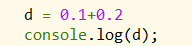 d = 0.1+0.2
console.log(d);